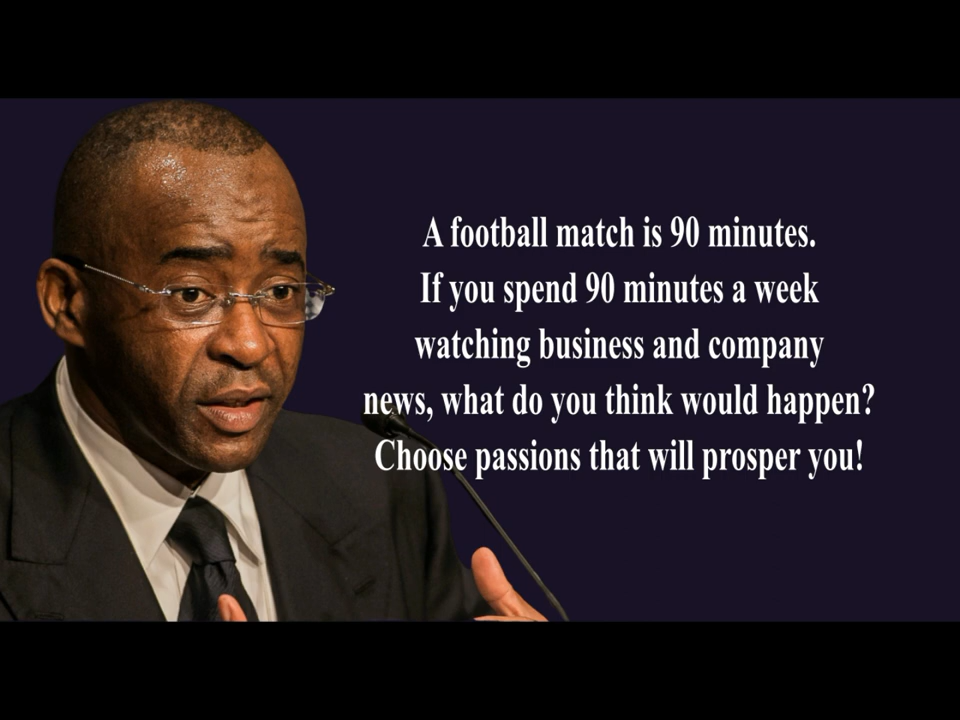 A football match is 90 minutes.
If you spend 90 minutes a week
watching business and company
news, what do you think would happen?
Choose passions that will prosper you!